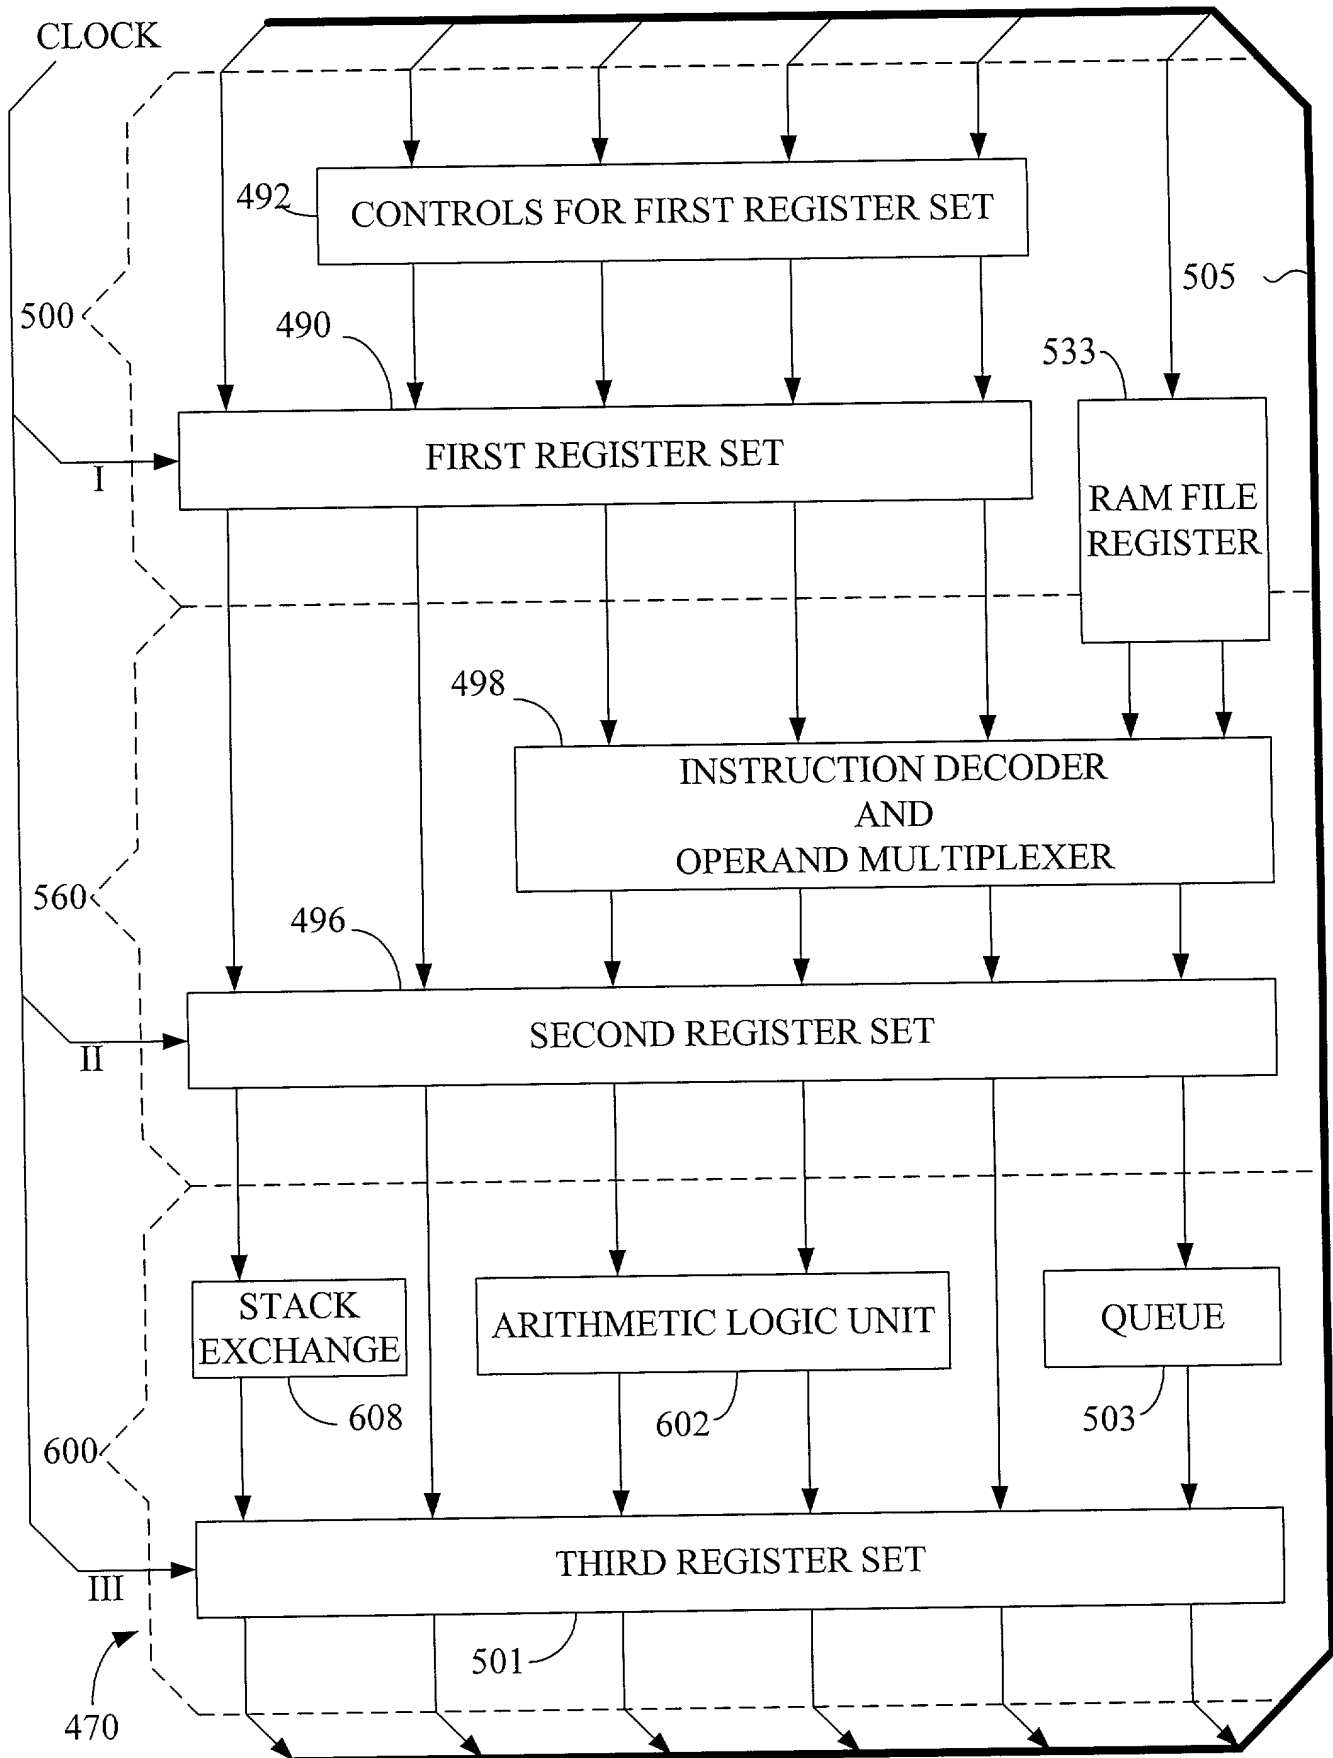 CLOCK
492
CONTROLS FOR FIRST REGISTER SET
505
500
490
533
FIRST REGISTER SET
I
RAM FILE
REGISTER
498
INSTRUCTION DECODER
AND
OPERAND MULTIPLEXER
560
496
SECOND REGISTER SET
II
STACK
EXCHANGE
ARITHMETIC LOGIC UNIT
QUEUE
608
602
503
600
THIRD REGISTER SET
III
501
470